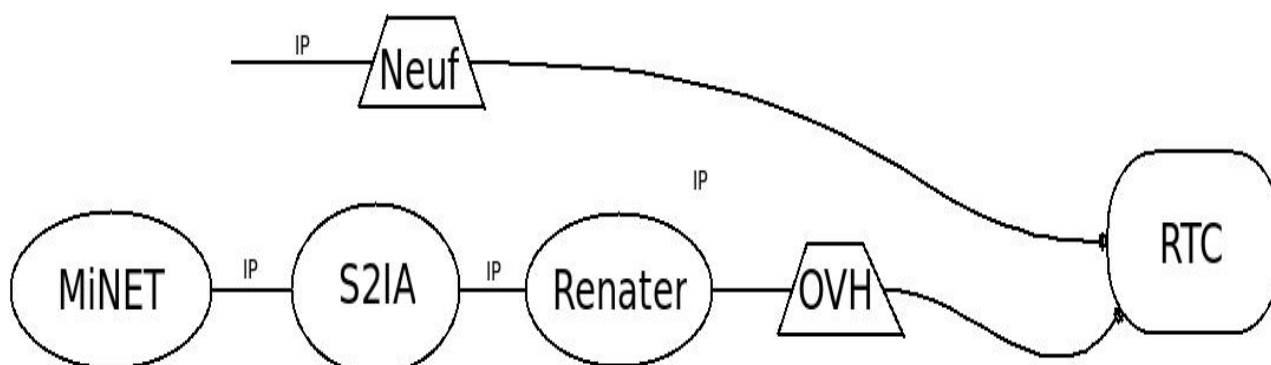 IP
Neuf
IP
RTC
MiNET
IP
S2IA
IP
Renater
OVH